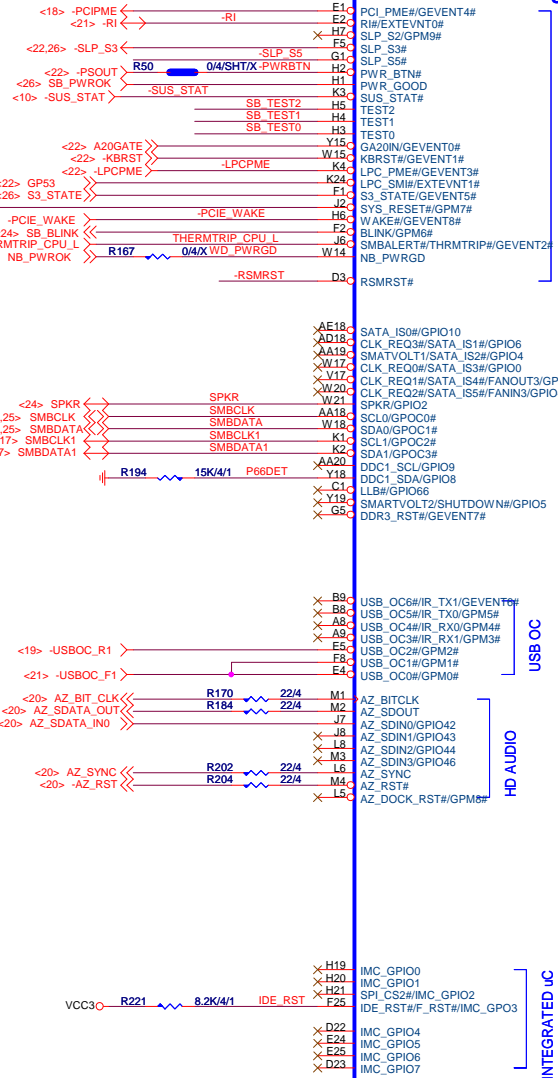 <18> -PCIPME E1 PCI_PME#/GEVENT4#
<21> -RI -RI E2 RI#/EXTEVNT0#
H7 SLP_S2/GPM9#
<22,26> -SLP_S3 F5 SLP_S3#
-SLP_S5 G1 SLP_S5#
<22> -PSOUT R50 0/4/SHT/X -PWRBTN H2 PWR_BTN#
<26> SB_PWROK H1 PWR_GOOD
<10> -SUS_STAT -SUS_STAT K3 SUS_STAT#
SB_TEST2 H5 TEST2
SB_TEST1 H4 TEST1
SB_TEST0 H3 TEST0
<22> A20GATE Y15 GA20IN/GEVENT0#
<22> -KBRST W15 KBRST#/GEVENT1#
<22> -LPCPME -LPCPME K4 LPC_PME#/GEVENT3#
<22> GP53 K24 LPC_SMI#/EXTEVNT1#
<26> S3_STATE F1 S3_STATE/GEVENT5#
J2 SYS_RESET#/GPM7#
-PCIE_WAKE -PCIE_WAKE H6 WAKE#/GEVENT8#
24> SB_BLINK F2 BLINK/GPM6#
RMTRIP_CPU_L THERMTRIP_CPU_L J6 SMBALERT#/THRMTRIP#/GEVENT2#
NB_PWROK R167 0/4/X WD_PWRGD W14 NB_PWRGD
-RSMRST D3 RSMRST#
AE18 SATA_IS0#/GPIO10
AD18 CLK_REQ3#/SATA_IS1#/GPIO6
AA19 SMATVOLT1/SATA_IS2#/GPIO4
W17 CLK_REQ0#/SATA_IS3#/GPIO0
V17 CLK_REQ1#/SATA_IS4#/FANOUT3/GP
W20 CLK_REQ2#/SATA_IS5#/FANIN3/GPIO
<24> SPKR SPKR W21 SPKR/GPIO2
,25> SMBCLK SMBCLK AA18 SCL0/GPOC0#
,25> SMBDATA SMBDATA W18 SDA0/GPOC1#
17> SMBCLK1 SMBCLK1 K1 SCL1/GPOC2#
7> SMBDATA1 SMBDATA1 K2 SDA1/GPOC3#
AA20 DDC1_SCL/GPIO9
R194 15K/4/1 P66DET Y18 DDC1_SDA/GPIO8
C1 LLB#/GPIO66
Y19 SMARTVOLT2/SHUTDOWN#/GPIO5
G5 DDR3_RST#/GEVENT7#
B9 USB_OC6#/IR_TX1/GEVENT6#
B8 USB_OC5#/IR_TX0/GPM5#
A8 USB_OC4#/IR_RX0/GPM4#
A9 USB_OC3#/IR_RX1/GPM3#
<19> -USBOC_R1 E5 USB_OC2#/GPM2#
F8 USB_OC1#/GPM1#
<21> -USBOC_F1 E4 USB_OC0#/GPM0#
USB OC
<20> AZ_BIT_CLK R170 22/4 M1 AZ_BITCLK
<20> AZ_SDATA_OUT R184 22/4 M2 AZ_SDOUT
<20> AZ_SDATA_IN0 J7 AZ_SDIN0/GPIO42
J8 AZ_SDIN1/GPIO43
L8 AZ_SDIN2/GPIO44
M3 AZ_SDIN3/GPIO46
<20> AZ_SYNC R202 22/4 L6 AZ_SYNC
<20> -AZ_RST R204 22/4 M4 AZ_RST#
L5 AZ_DOCK_RST#/GPM8#
HD AUDIO
H19 IMC_GPIO0
H20 IMC_GPIO1
H21 SPI_CS2#/IMC_GPIO2
VCC3 R221 8.2K/4/1 IDE_RST F25 IDE_RST#/F_RST#/IMC_GPO3
D22 IMC_GPIO4
E24 IMC_GPIO5
E25 IMC_GPIO6
D23 IMC_GPIO7
INTEGRATED uC